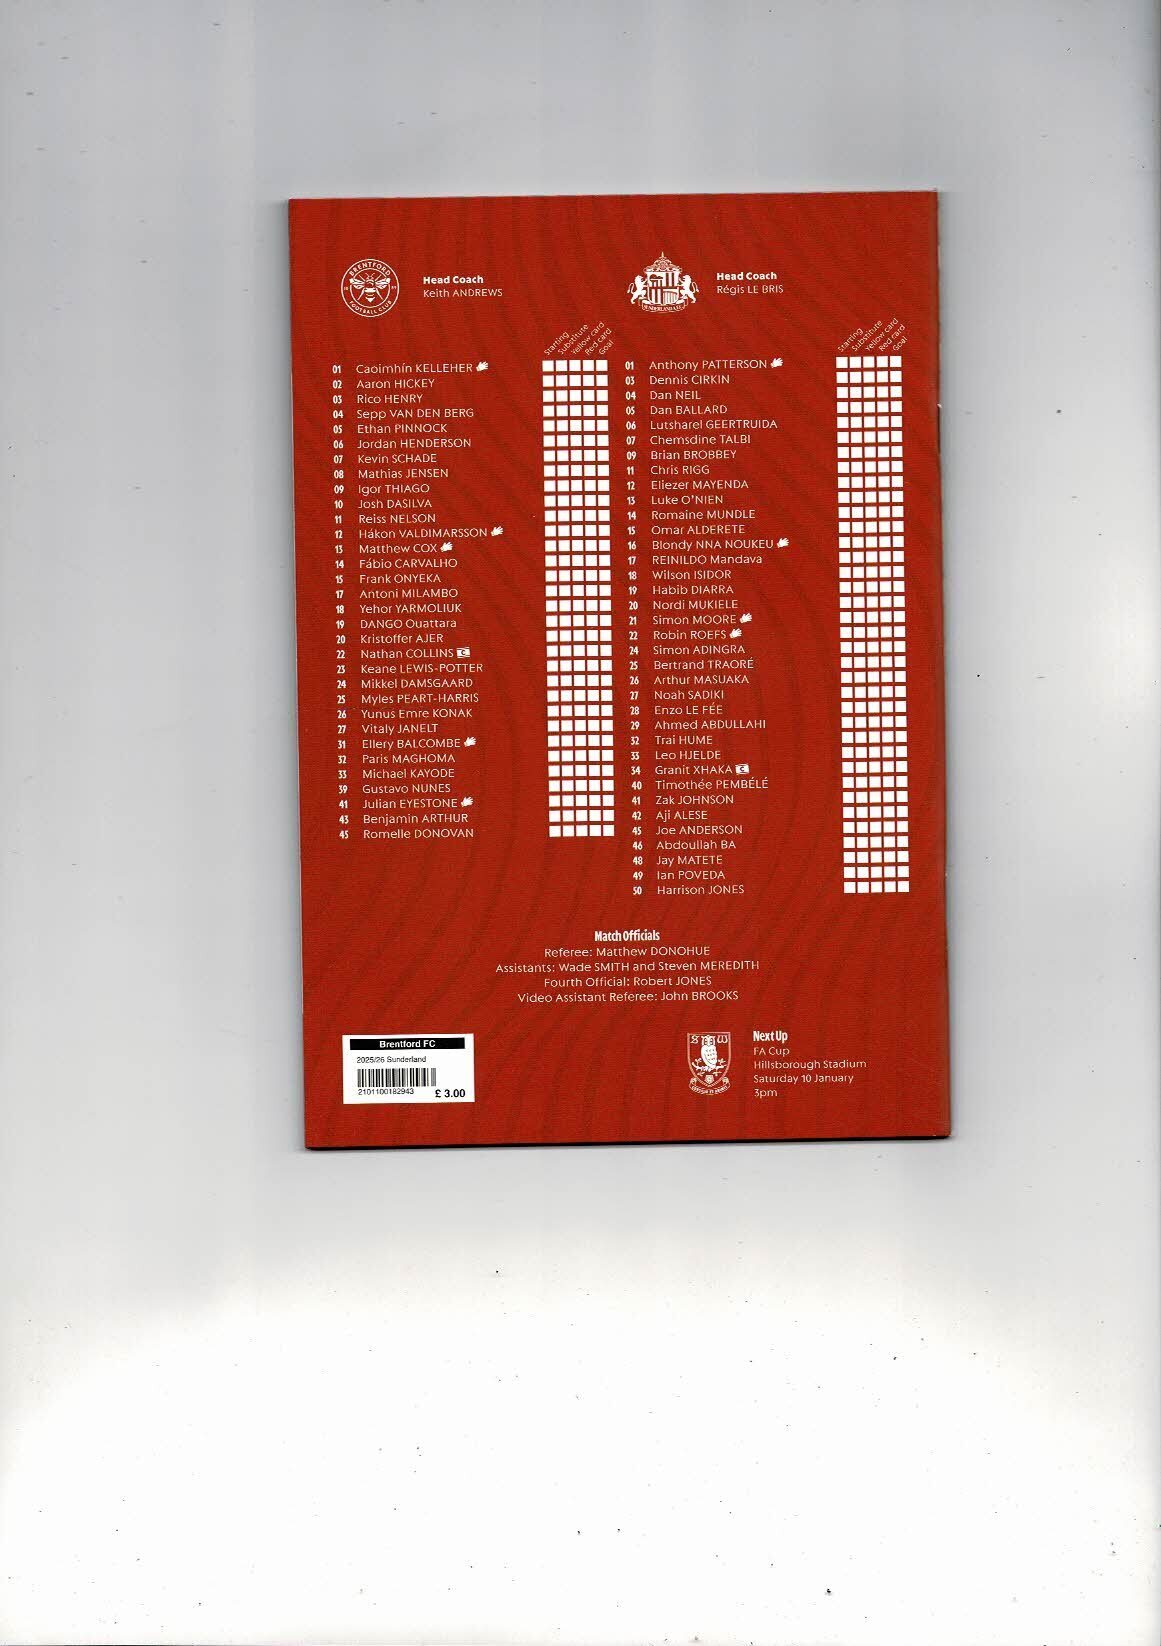 BRENTFORD
FOOTBALL CLUB
Head Coach
Keith ANDREWS
Starting
Substitute
Yellow card
Red card
Goal
01 Caoimhín KELLEHER
02 Aaron HICKEY
03 Rico HENRY
04 Sepp VAN DEN BERG
05 Ethan PINNOCK
06 Jordan HENDERSON
07 Kevin SCHADE
08 Mathias JENSEN
09 Igor THIAGO
10 Josh DASILVA
11 Reiss NELSON
12 Hákon VALDIMARSSON
13 Matthew COX
14 Fábio CARVALHO
15 Frank ONYEKA
17 Antoni MILAMBO
18 Yehor YARMOLIUK
19 DANGO Ouattara
20 Kristoffer AJER
22 Nathan COLLINS C
23 Keane LEWIS-POTTER
24 Mikkel DAMSGAARD
25 Myles PEART-HARRIS
26 Yunus Emre KONAK
27 Vitaly JANELT
31 Ellery BALCOMBE
32 Paris MAGHOMA
33 Michael KAYODE
39 Gustavo NUNES
41 Julian EYESTONE
43 Benjamin ARTHUR
45 Romelle DONOVAN
SUNDERLAND A.F.C.
Head Coach
Régis LE BRIS
Starting
Substitute
Yellow card
Red card
Goal
01 Anthony PATTERSON
03 Dennis CIRKIN
04 Dan NEIL
05 Dan BALLARD
06 Lutsharel GEERTRUIDA
07 Chemsdine TALBI
09 Brian BROBBEY
11 Chris RIGG
12 Eliezer MAYENDA
13 Luke O'NIEN
14 Romaine MUNDLE
15 Omar ALDERETE
16 Blondy NNA NOUKEU
17 REINILDO Mandava
18 Wilson ISIDOR
19 Habib DIARRA
20 Nordi MUKIELE
21 Simon MOORE
22 Robin ROEFS
24 Simon ADINGRA
25 Bertrand TRAORÉ
26 Arthur MASUAKA
27 Noah SADIKI
28 Enzo LE FÉE
29 Ahmed ABDULLAHI
32 Trai HUME
33 Leo HJELDE
34 Granit XHAKA C
40 Timothée PEMBÉLÉ
41 Zak JOHNSON
42 Aji ALESE
45 Joe ANDERSON
46 Abdoullah BA
48 Jay MATETE
49 Ian POVEDA
50 Harrison JONES
Match Officials
Referee: Matthew DONOHUE
Assistants: Wade SMITH and Steven MEREDITH
Fourth Official: Robert JONES
Video Assistant Referee: John BROOKS
Brentford FC
2025/26 Sunderland
2101100182943
£ 3.00
SW
Next Up
FA Cup
Hillsborough Stadium
Saturday 10 January
3pm